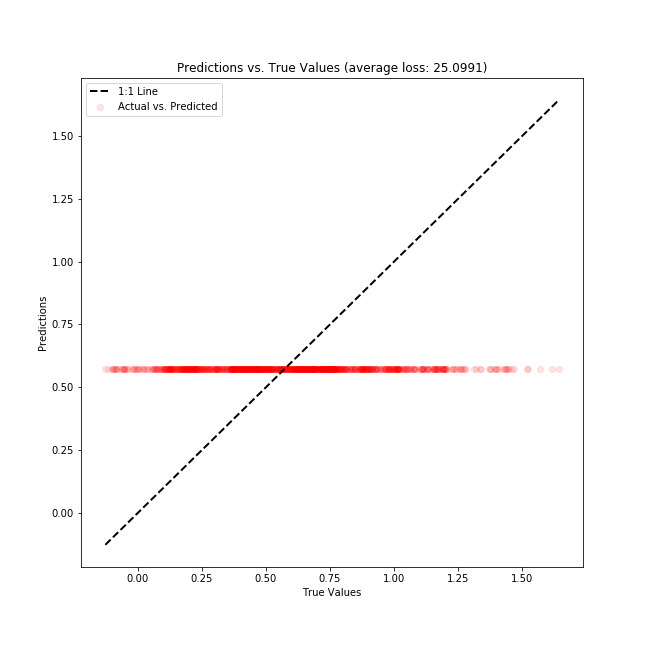 Predictions vs. True Values (average loss: 25.0991)
1:1 Line
Actual vs. Predicted
1.50
1.25
1.00
0.75
0.50
0.25
0.00
Predictions
0.00 0.25 0.50 0.75 1.00 1.25 1.50
True Values